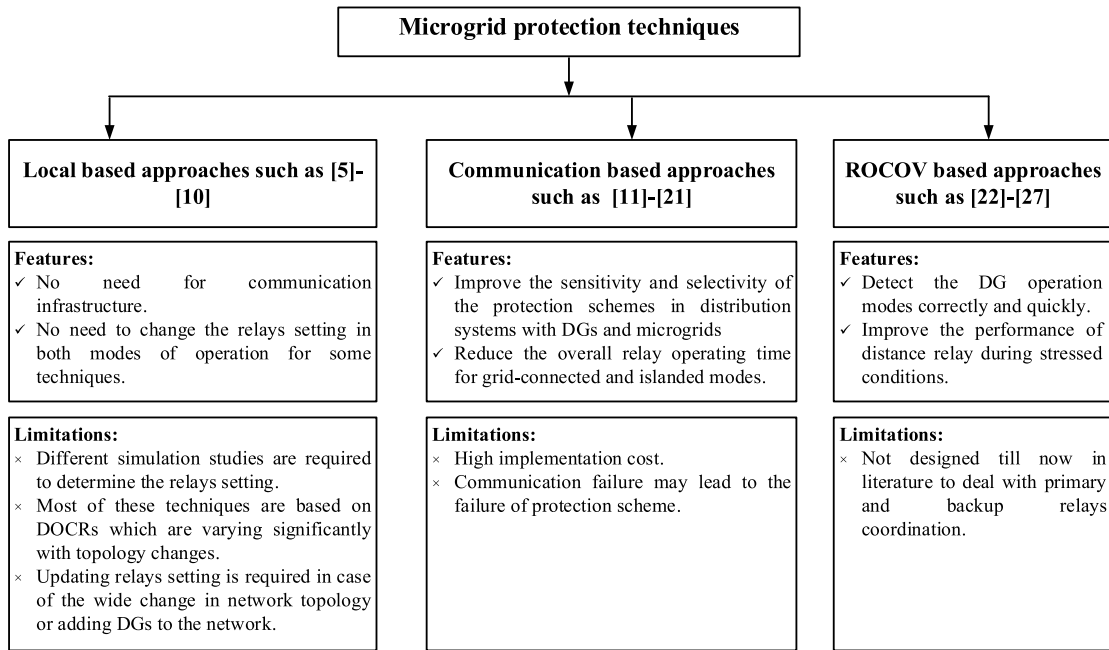 Microgrid protection techniques
Local based approaches such as [5]-
[10]
Features:
✓ No need for communication
infrastructure.
✓ No need to change the relays setting in
both modes of operation for some
techniques.
Limitations:
× Different simulation studies are required
to determine the relays setting.
× Most of these techniques are based on
DOCRs which are varying significantly
with topology changes.
× Updating relays setting is required in case
of the wide change in network topology
or adding DGs to the network.
Communication based approaches
such as [11]-[21]
Features:
✓ Improve the sensitivity and selectivity of
the protection schemes in distribution
systems with DGs and microgrids
✓ Reduce the overall relay operating time
for grid-connected and islanded modes.
Limitations:
× High implementation cost.
× Communication failure may lead to the
failure of protection scheme.
ROCOV based approaches
such as [22]-[27]
Features:
✓ Detect the DG operation
modes correctly and quickly.
✓ Improve the performance of
distance relay during stressed
conditions.
Limitations:
× Not designed till now in
literature to deal with primary
and backup relays
coordination.